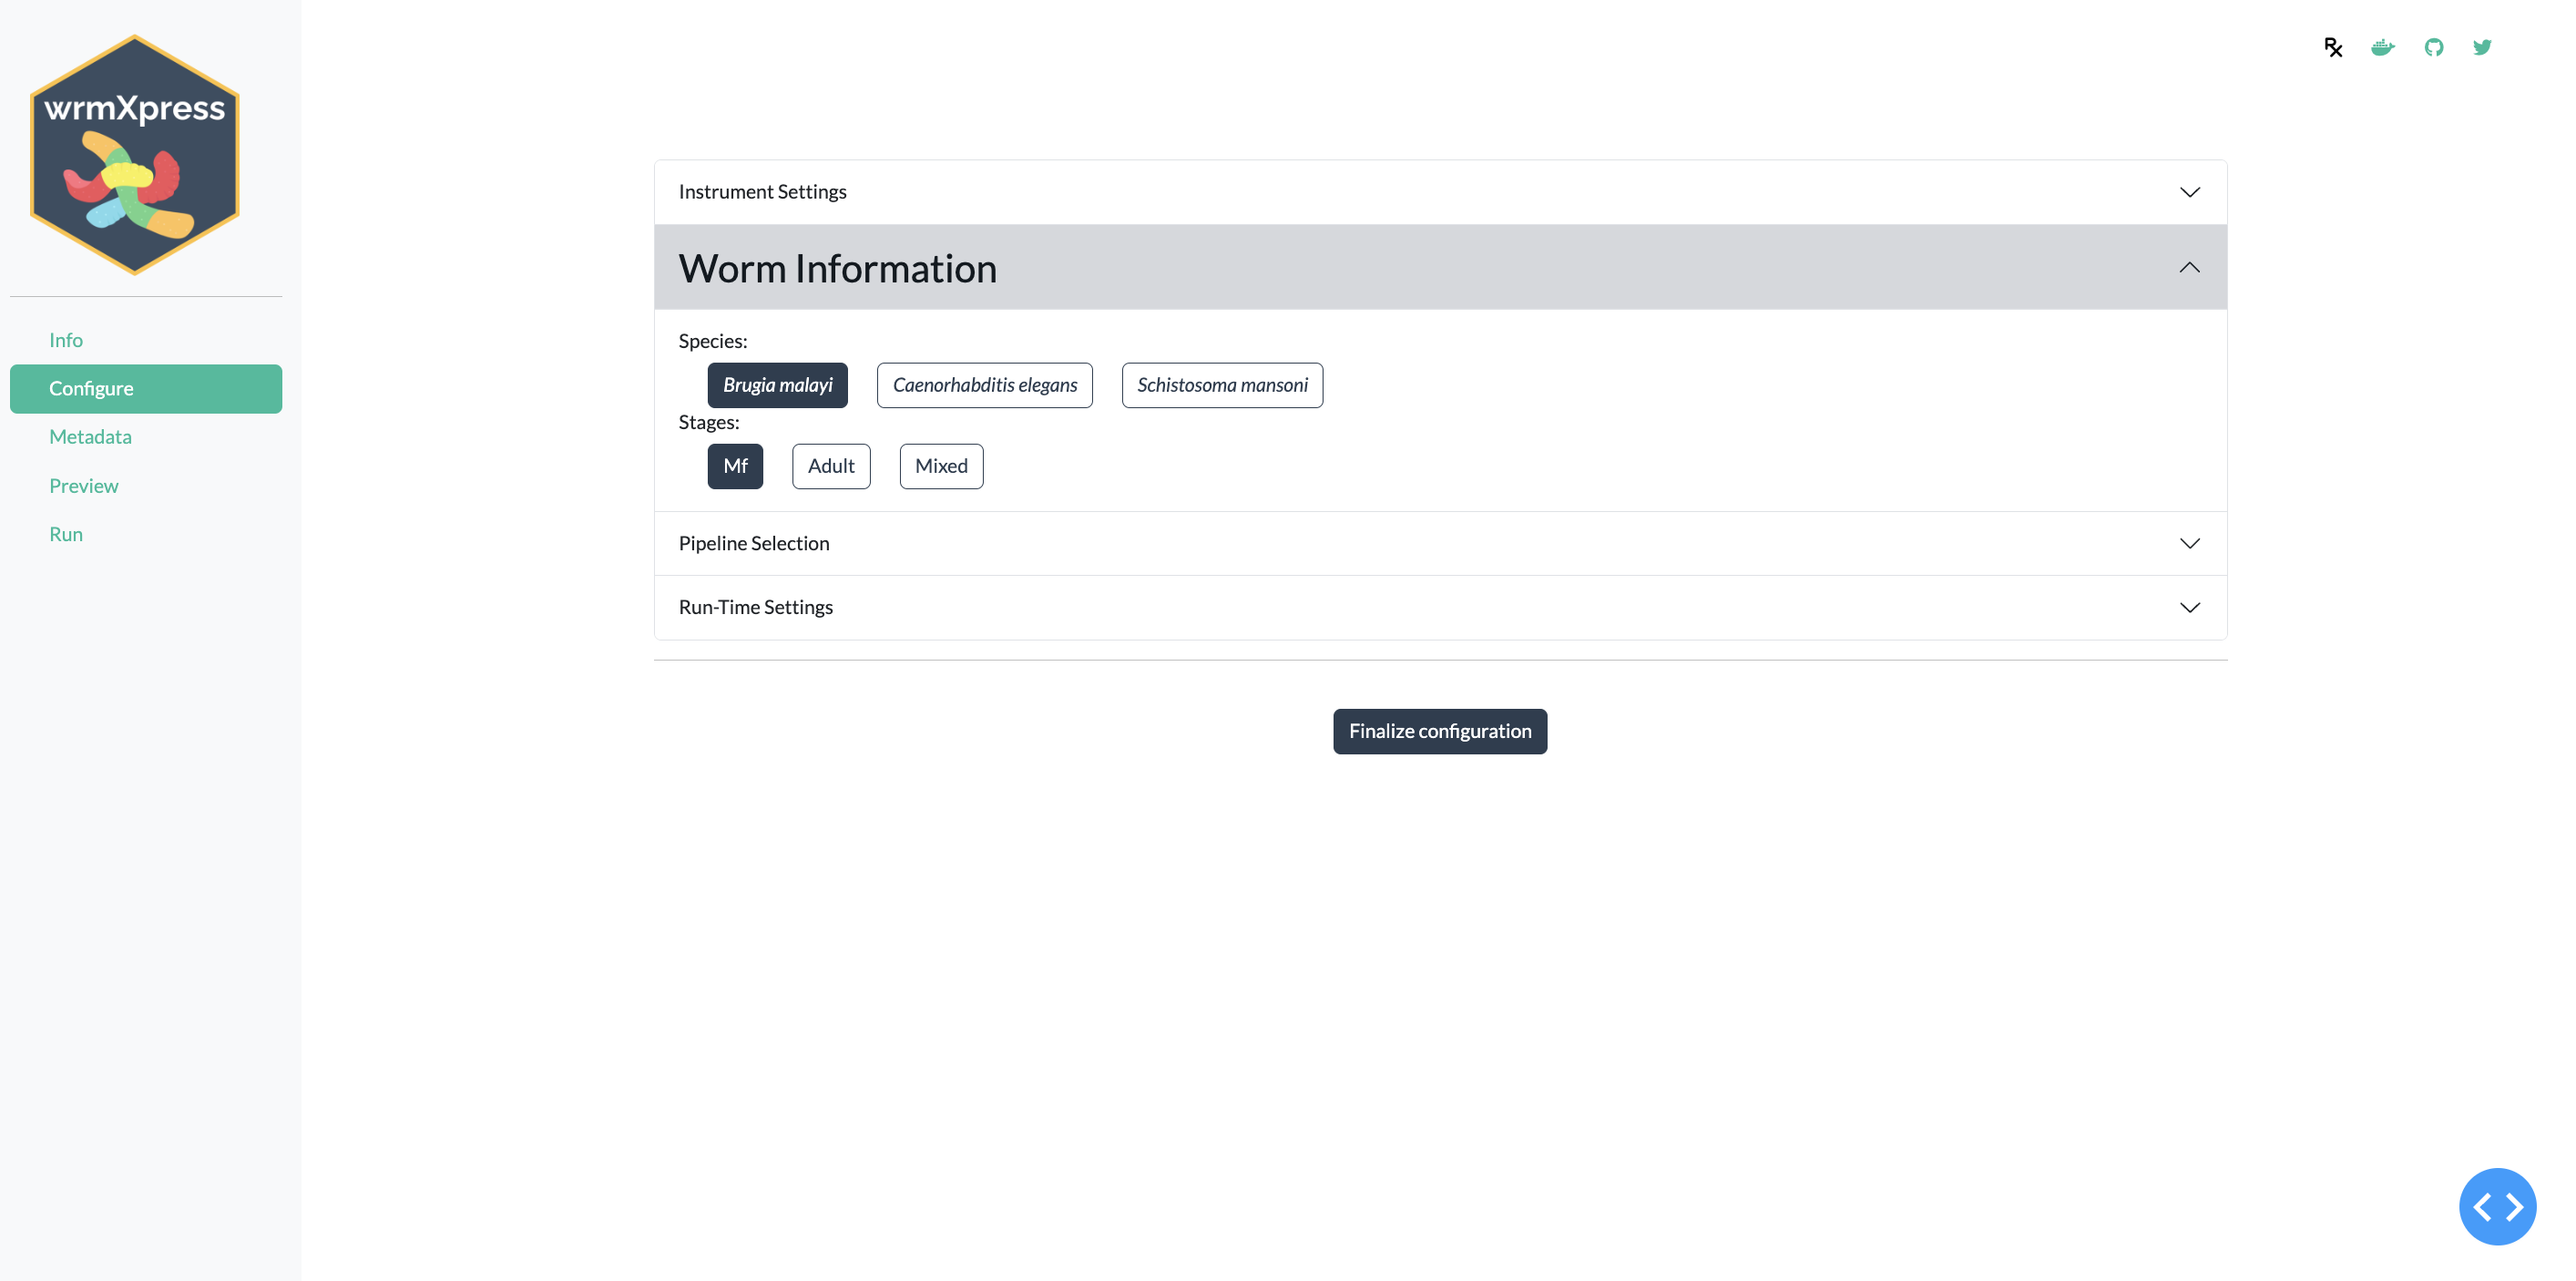 wrmXpress
Info
Configure
Metadata
Preview
Run
Instrument Settings
Worm Information
Species:
Brugia malayi Caenorhabditis elegans Schistosoma mansoni
Stages:
Mf Adult Mixed
Pipeline Selection
Run-Time Settings
Finalize configuration